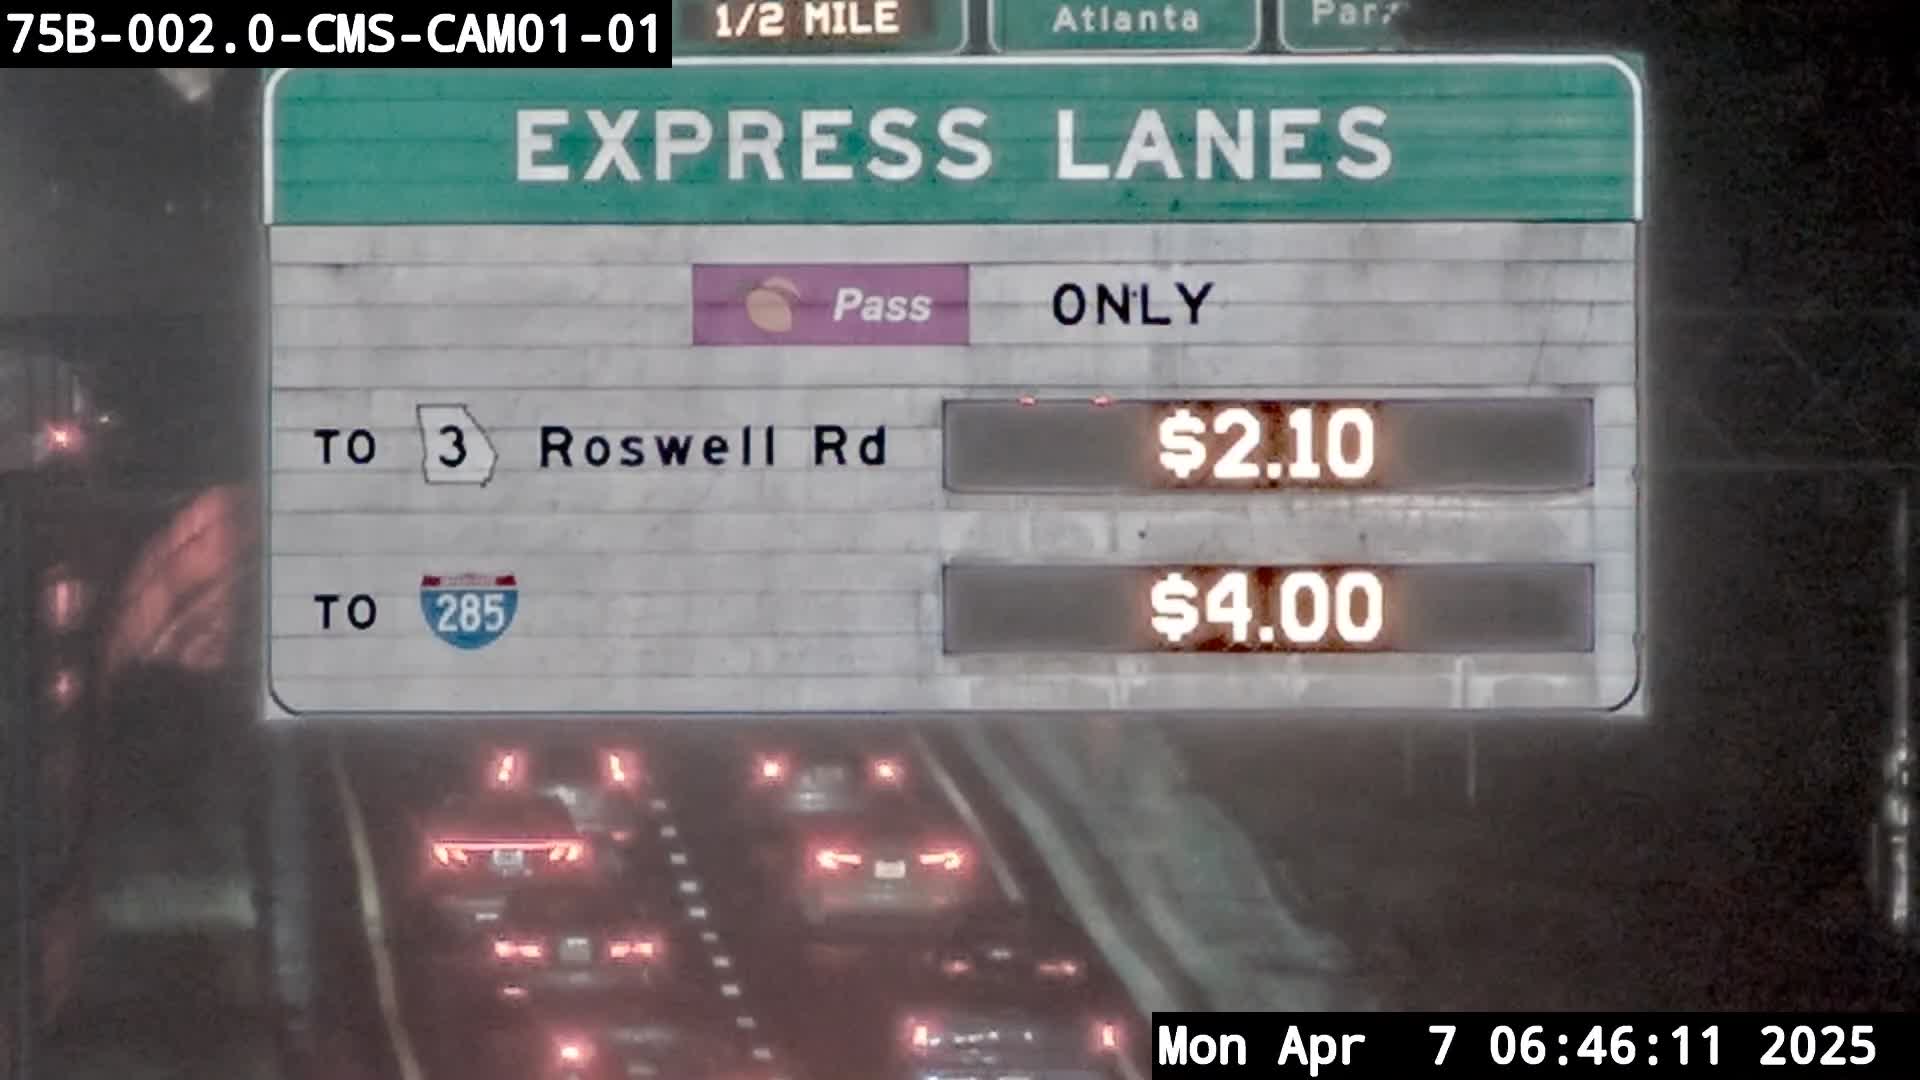 75B-002.0-CMS-CAM01-01
1/2 MILE
Atlanta
EXPRESS LANES
Pass ONLY
TO 3 Roswell Rd $2.10
TO 285 $4.00
Mon Apr 7 06:46:11 2025